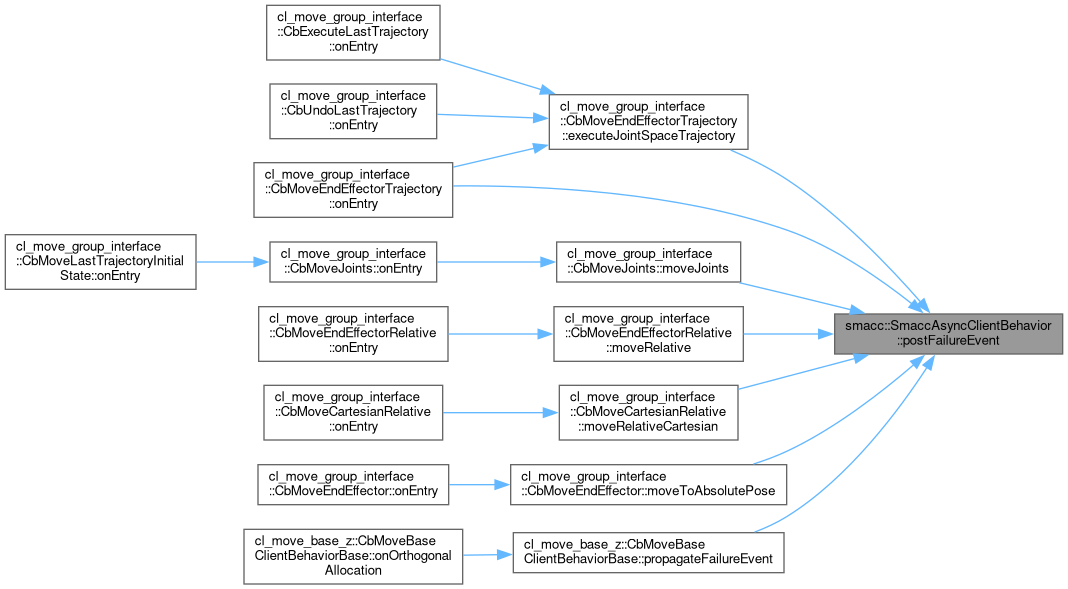 cl_move_group_interface
::CbExecuteLastTrajectory
::onEntry
cl_move_group_interface
::CbUndoLastTrajectory
::onEntry
cl_move_group_interface
::CbMoveEndEffectorTrajectory
::executeJointSpaceTrajectory
cl_move_group_interface
::CbMoveEndEffectorTrajectory
::onEntry
cl_move_group_interface
::CbMoveLastTrajectoryInitial
State::onEntry
cl_move_group_interface
::CbMoveJoints::onEntry
cl_move_group_interface
::CbMoveJoints::moveJoints
cl_move_group_interface
::CbMoveEndEffectorRelative
::onEntry
cl_move_group_interface
::CbMoveEndEffectorRelative
::moveRelative
smacc::SmaccAsyncClientBehavior
::postFailureEvent
cl_move_group_interface
::CbMoveCartesianRelative
::onEntry
cl_move_group_interface
::CbMoveCartesianRelative
::moveRelativeCartesian
cl_move_group_interface
::CbMoveEndEffector::onEntry
cl_move_group_interface
::CbMoveEndEffector::moveToAbsolutePose
cl_move_base_z::CbMoveBase
ClientBehaviorBase::onOrthogonal
Allocation
cl_move_base_z::CbMoveBase
ClientBehaviorBase::propagateFailureEvent